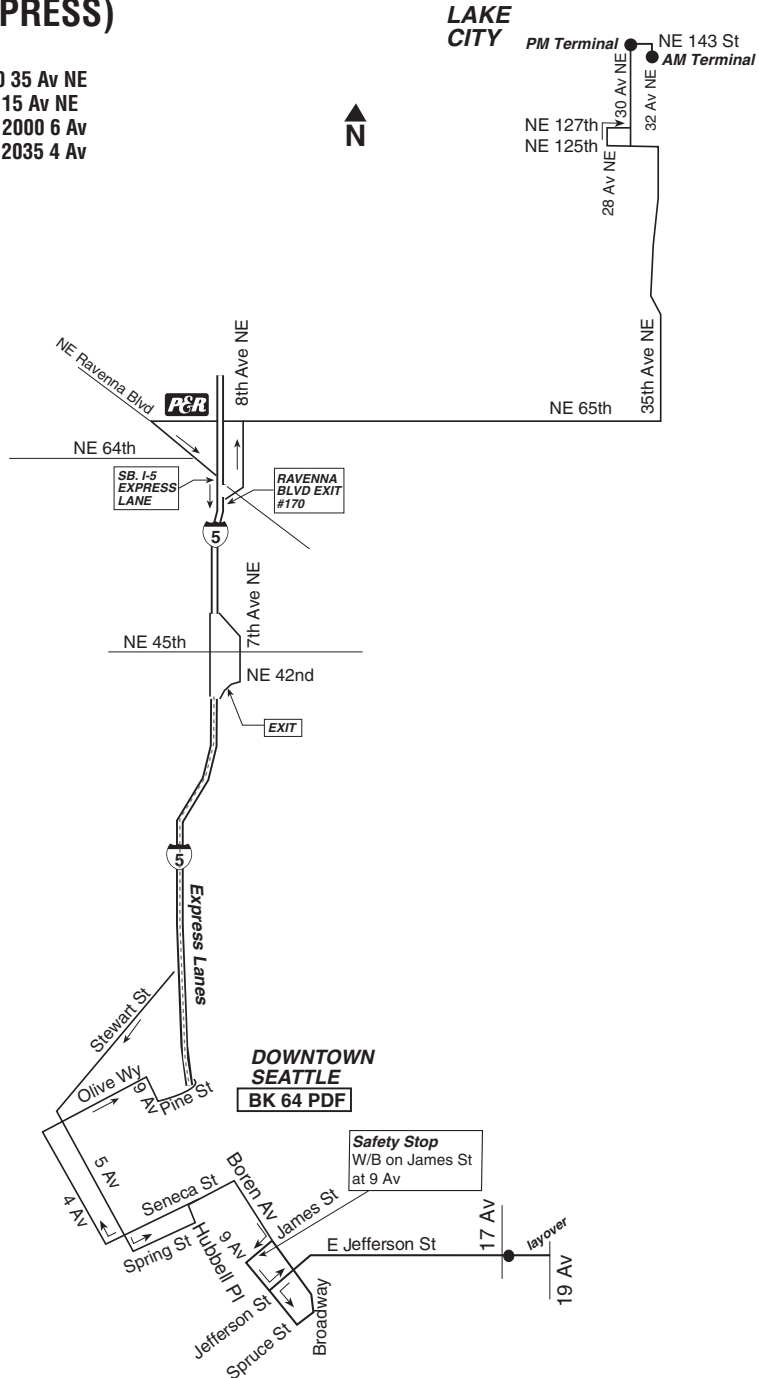 PRESS)
LAKE
CITY
PM Terminal
NE 143 St
AM Terminal
0 35 Av NE
15 Av NE
2000 6 Av
2035 4 Av
N
30 Av NE
32 Av NE
NE 127th
NE 125th
28 Av NE
NE Ravenna Blvd
8th Ave NE
35th Ave NE
P&R
NE 65th
NE 64th
SB. I-5
EXPRESS
LANE
RAVENNA
BLVD EXIT
#170
5
7th Ave NE
NE 45th
NE 42nd
EXIT
5
Express Lanes
Stewart St
Olive Wy
9 Av
Pine St
DOWNTOWN
SEATTLE
BK 64 PDF
Safety Stop
W/B on James St
at 9 Av
5 Av
4 Av
Seneca St
Boren Av
James St
Spring St
Hubbell Pl
9 Av
E Jefferson St
17 Av
layover
19 Av
Jefferson St
Spruce St
Broadway